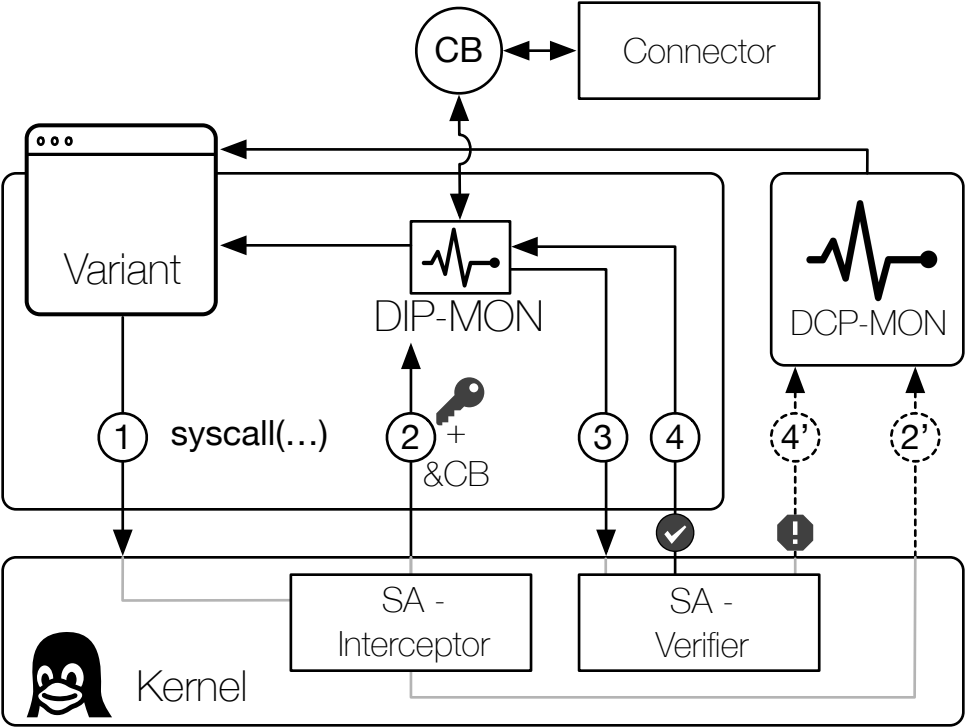 CB
Connector
Variant
DIP-MON
DCP-MON
1
syscall(...)
2
+
&CB
3
4
4’
2’
SA -
Interceptor
SA -
Verifier
Kernel